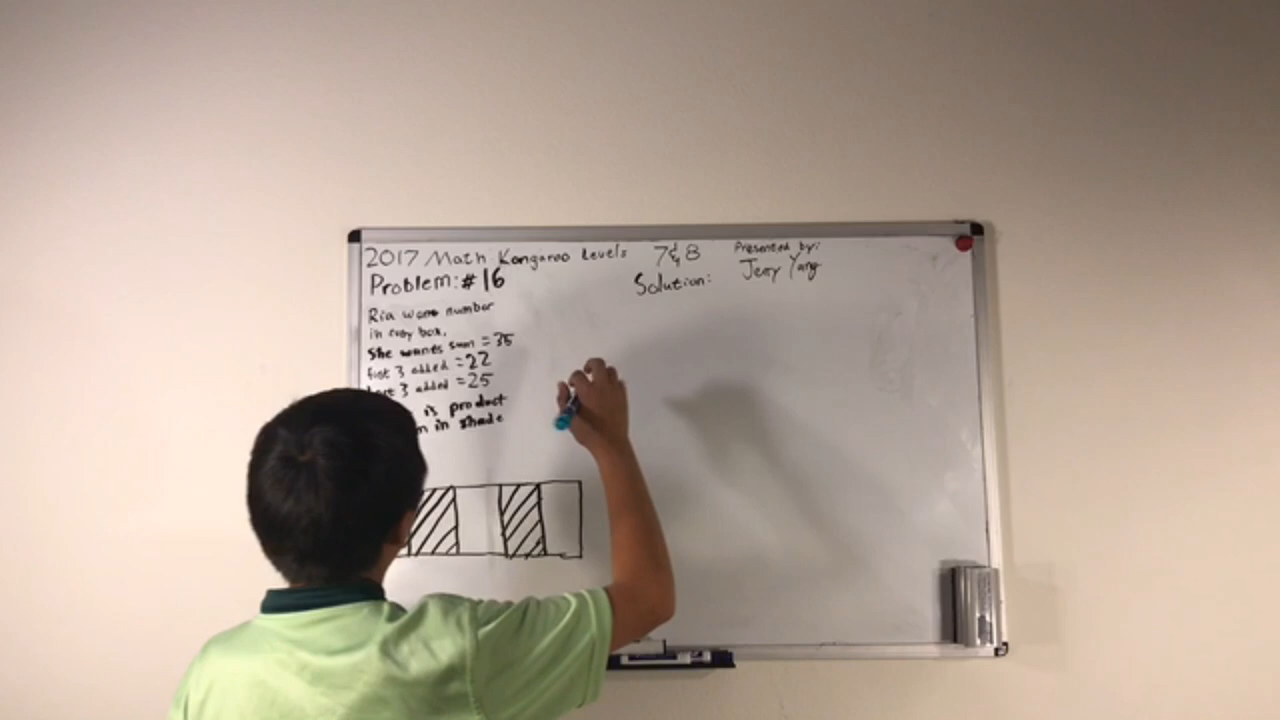 2017 Math Kangaroo Levels 7 & 8
Presented by:
Jerry Yang
Problem: #16
Solution:
Ria number
in every box.
She wants sum = 35
first 3 added = 22
last 3 added = 25
is product
in shade